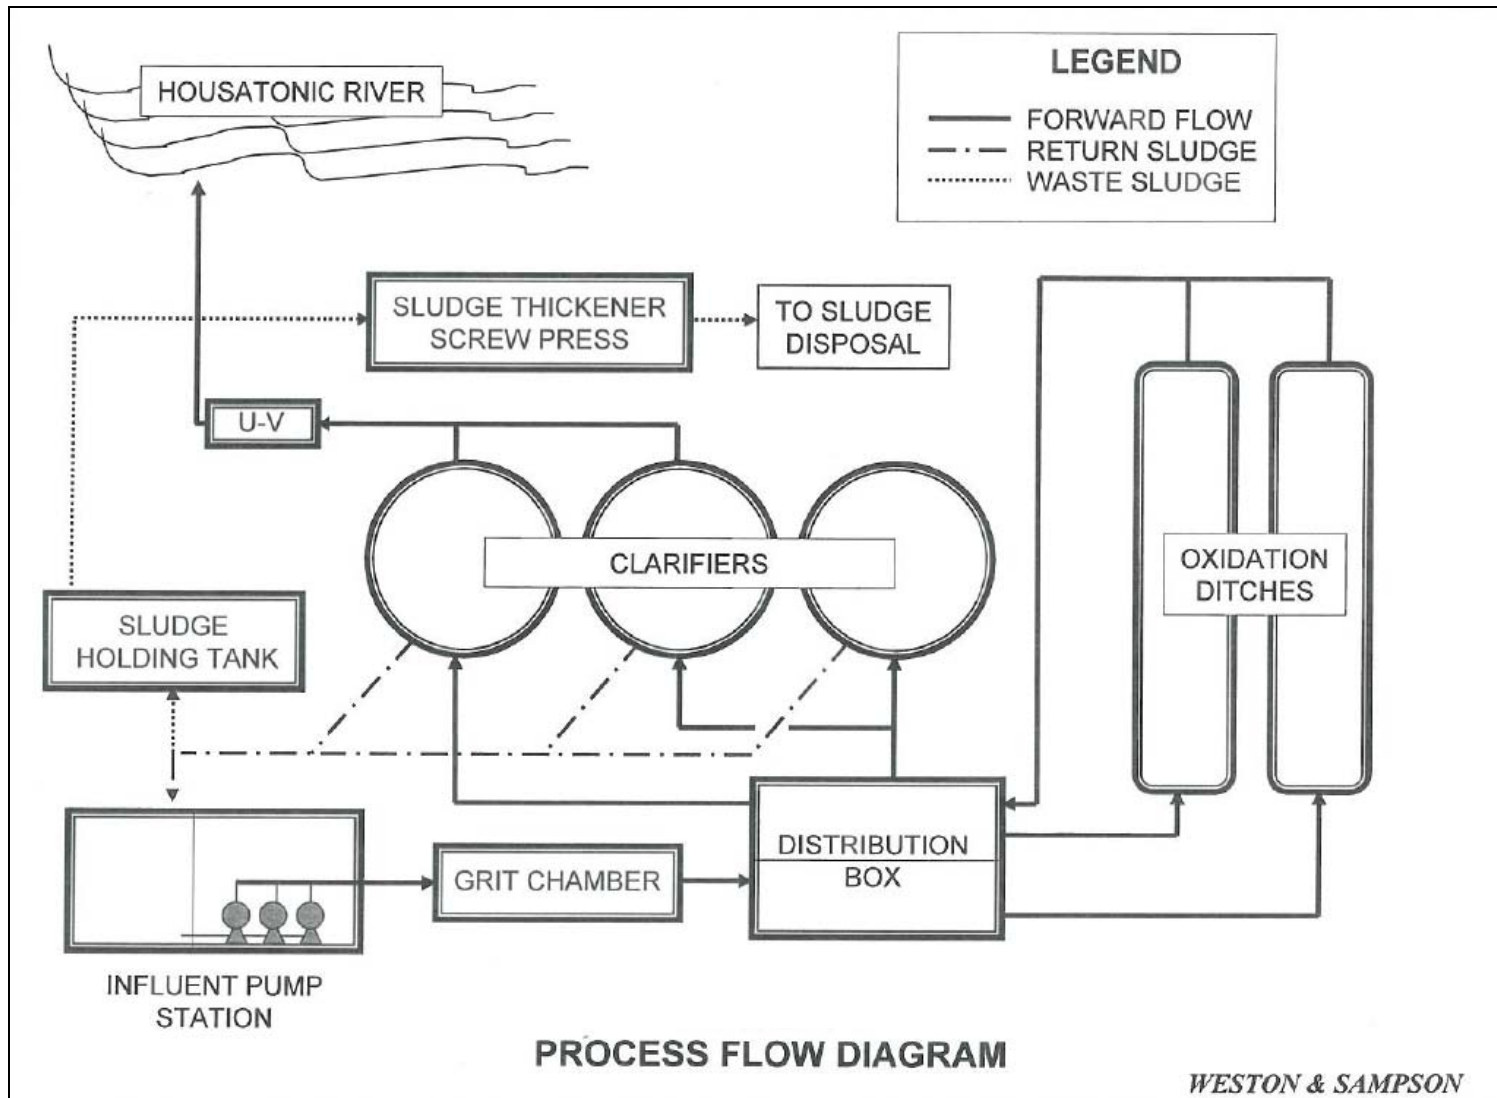 HOUSATONIC RIVER
LEGEND
FORWARD FLOW
RETURN SLUDGE
WASTE SLUDGE
SLUDGE THICKENER
SCREW PRESS
TO SLUDGE
DISPOSAL
U-V
CLARIFIERS
OXIDATION
DITCHES
SLUDGE
HOLDING TANK
DISTRIBUTION
BOX
GRIT CHAMBER
INFLUENT PUMP
STATION
PROCESS FLOW DIAGRAM
WESTON & SAMPSON